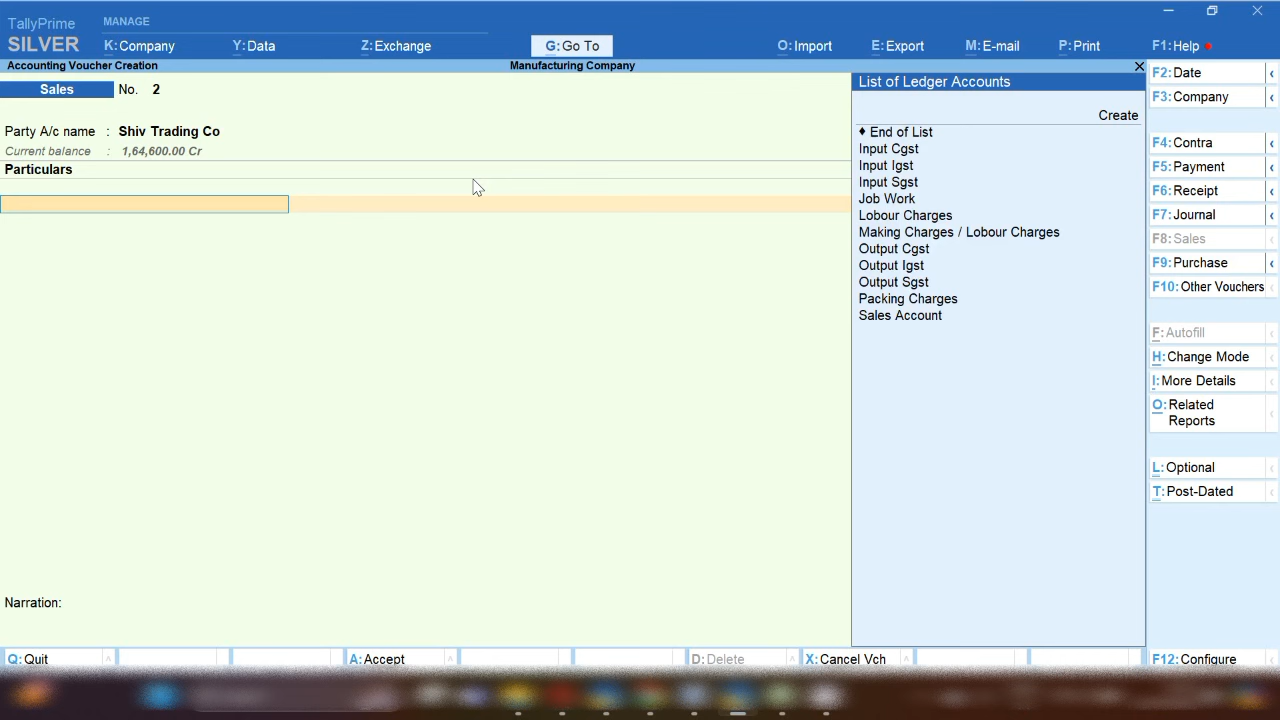 TallyPrime
MANAGE
SILVER
K:Company
Y:Data
Z:Exchange
G:Go To
O:Import
E:Export
M:E-mail
P:Print
F1:Help
Accounting Voucher Creation
Manufacturing Company
Sales No. 2
Party A/c name : Shiv Trading Co
Current balance : 1,64,600.00 Cr
Particulars
Narration:
List of Ledger Accounts
Create
♦ End of List
Input Cgst
Input Igst
Input Sgst
Job Work
Lobour Charges
Making Charges / Lobour Charges
Output Cgst
Output Igst
Output Sgst
Packing Charges
Sales Account
F2:Date
F3:Company
F4:Contra
F5:Payment
F6:Receipt
F7:Journal
F8:Sales
F9:Purchase
F10:Other Vouchers
F:Autofill
H:Change Mode
I:More Details
O:Related
Reports
L:Optional
T:Post-Dated
Q:Quit
A:Accept
D:Delete
X:Cancel Vch
F12:Configure